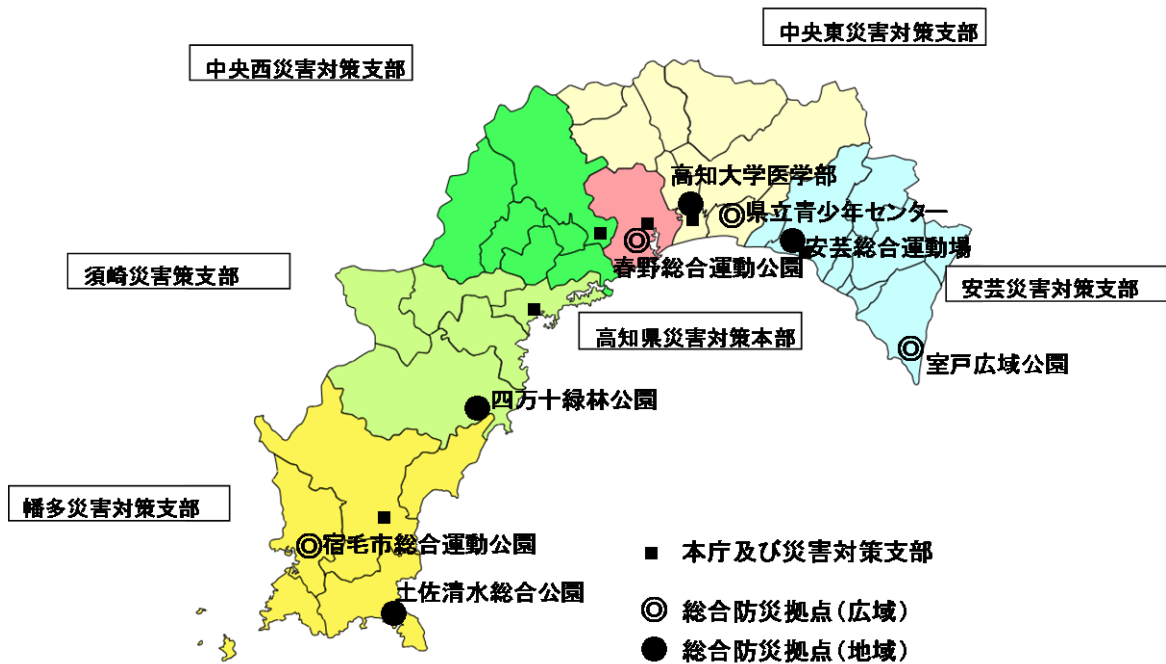 中央東災害対策支部
中央西災害対策支部
高知大学医学部
県立青少年センター
安芸総合運動場
春野総合運動公園
須崎災害策支部
安芸災害対策支部
高知県災害対策本部
室戸広域公園
四万十緑林公園
幡多災害対策支部
宿毛市総合運動公園
本庁及び災害対策支部
土佐清水総合公園
総合防災拠点(広域)
総合防災拠点(地域)